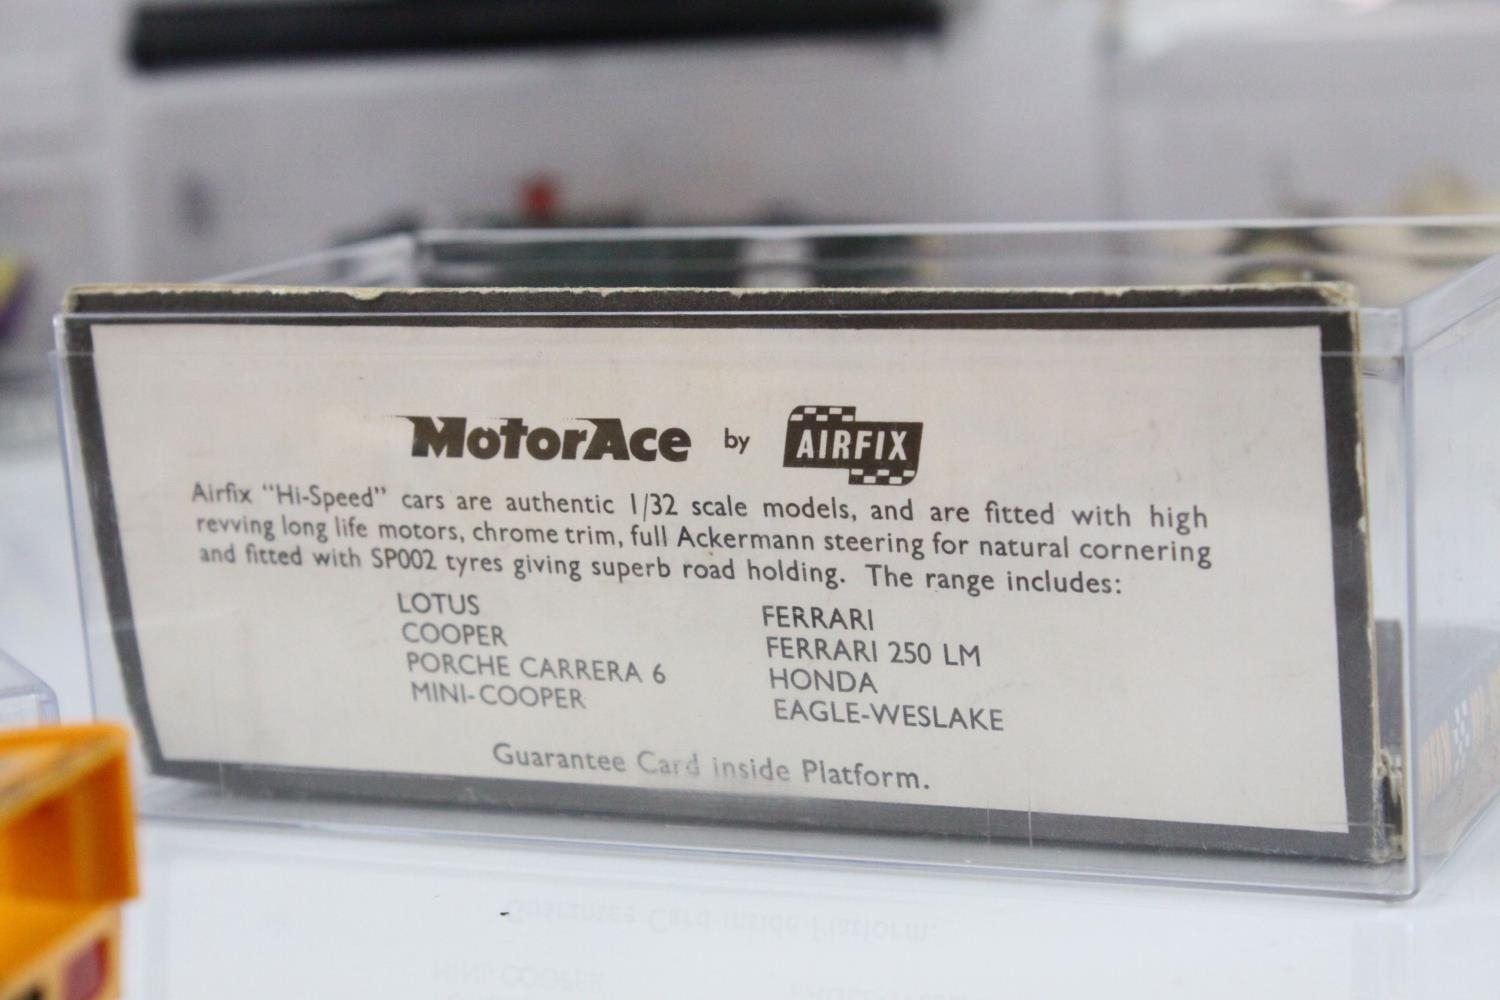 MotorAce by AIRFIX
Airfix "Hi-Speed" cars are authentic 1/32 scale models, and are fitted with high
revving long life motors, chrome trim, full Ackermann steering for natural cornering
and fitted with SP002 tyres giving superb road holding. The range includes:
LOTUS
COOPER
PORCHE CARRERA 6
MINI-COOPER
FERRARI
FERRARI 250 LM
HONDA
EAGLE-WESLAKE
Guarantee Card inside Platform.